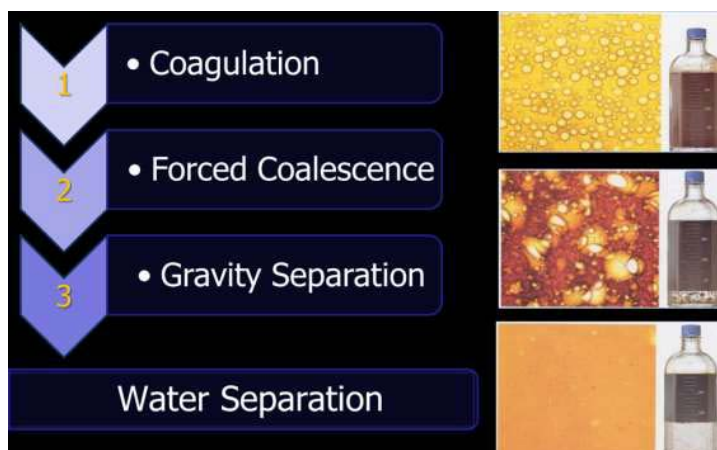 1
• Coagulation
2
• Forced Coalescence
3
• Gravity Separation
Water Separation